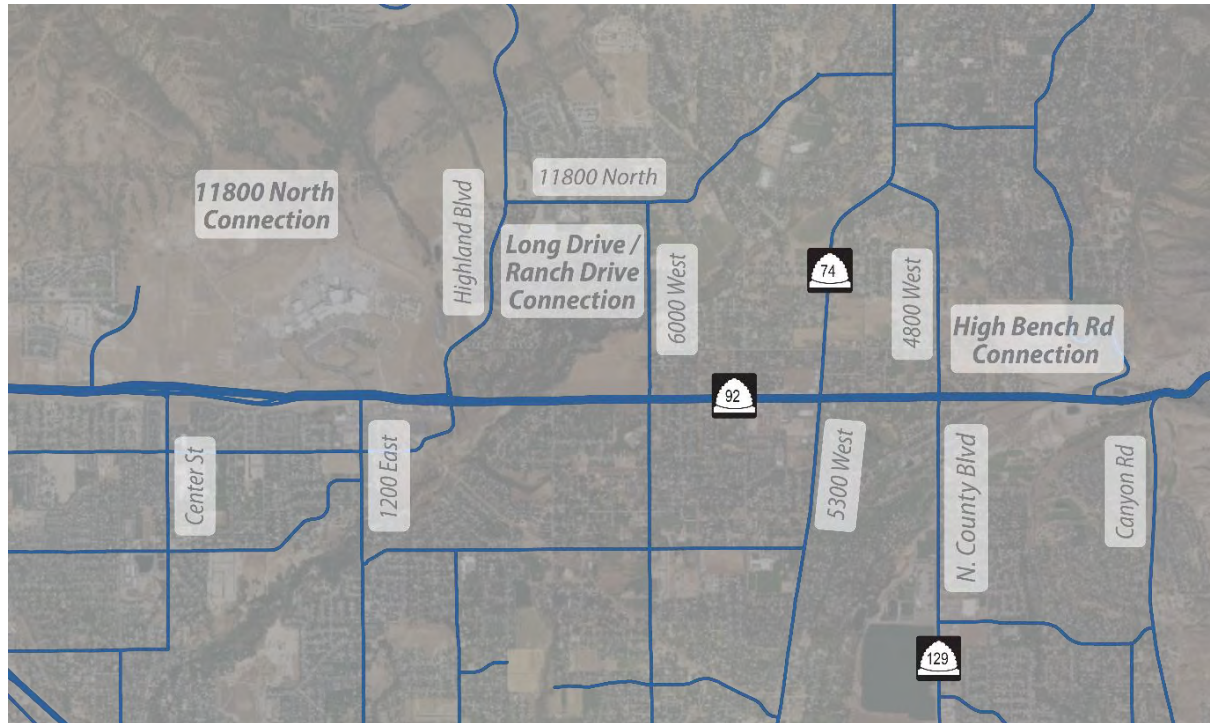 11800 North
11800 North
Connection
Highland Blvd
Long Drive /
Ranch Drive
Connection
6000 West
74
4800 West
High Bench Rd
Connection
92
Center St
1200 East
5300 West
N. County Blvd
Canyon Rd
129